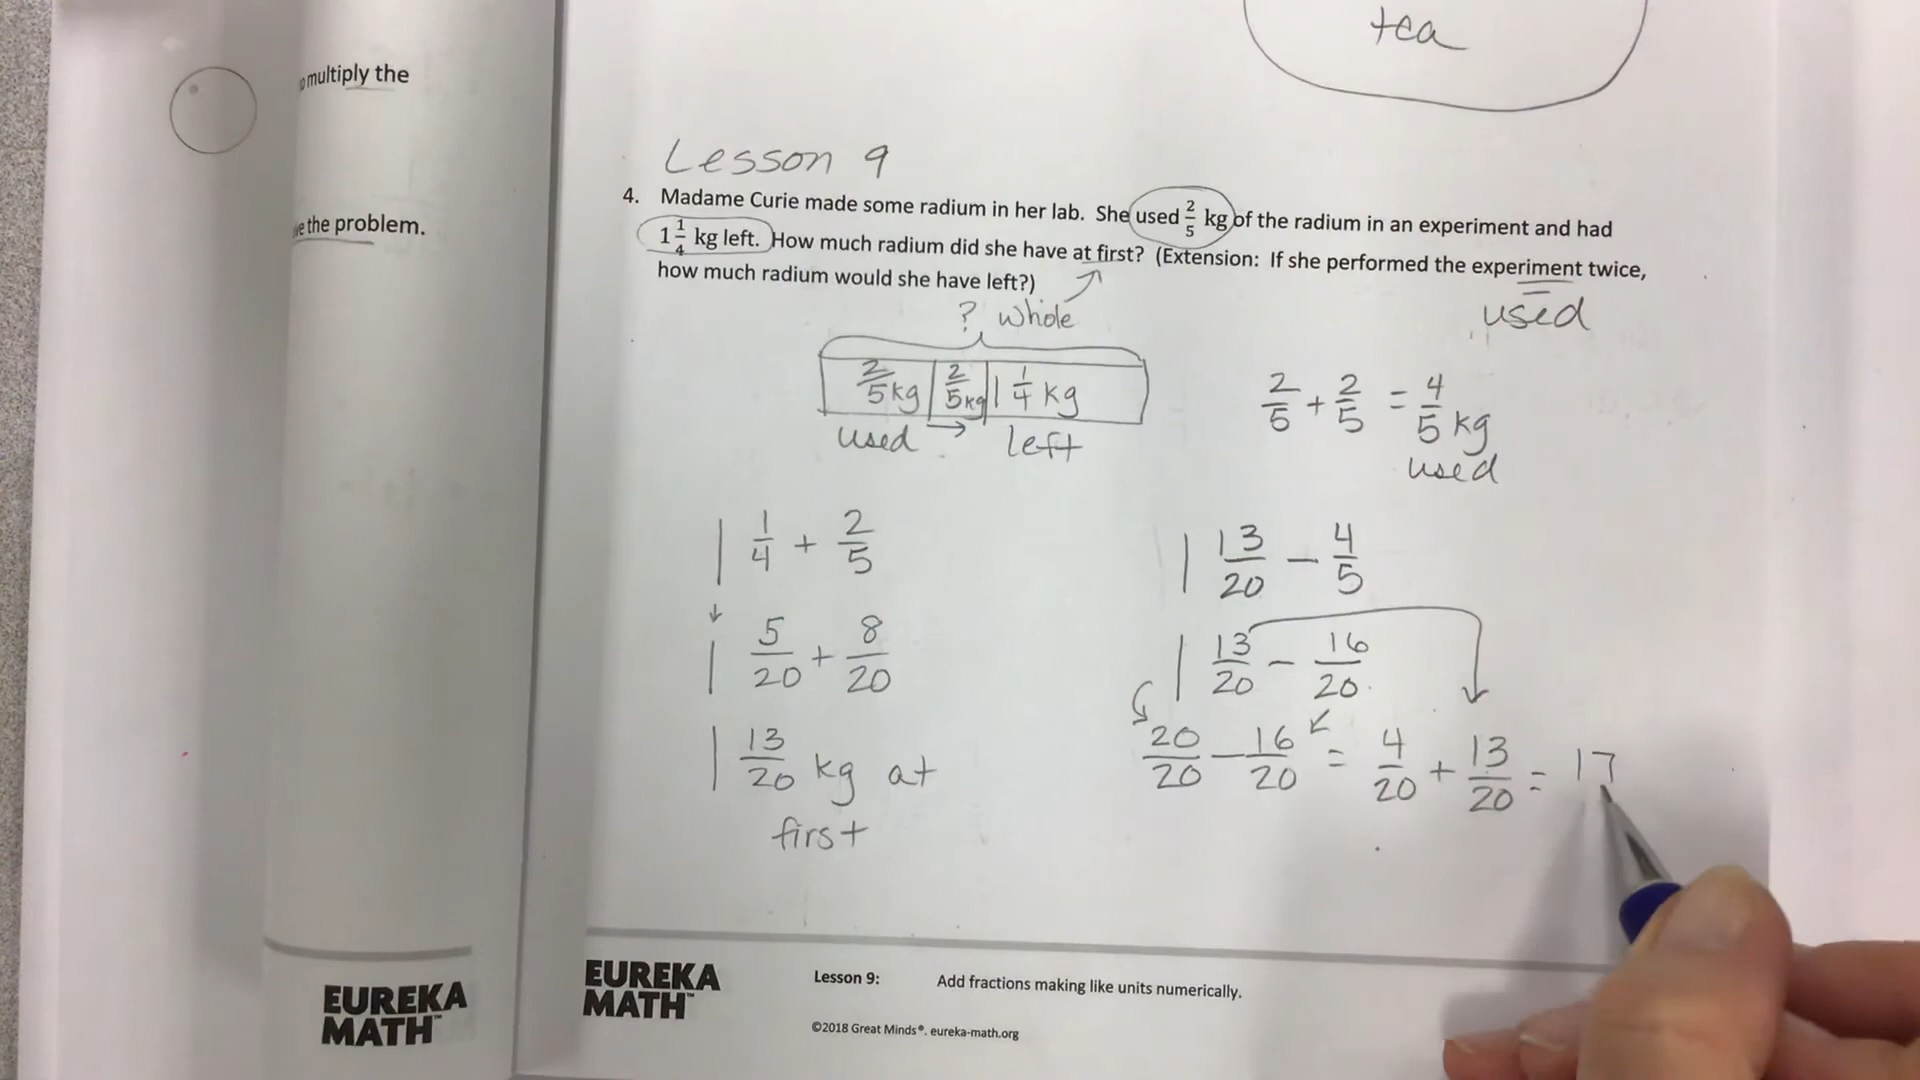 tea
multiply the
Lesson 9
4. Madame Curie made some radium in her lab. She used 2/5 kg of the radium in an experiment and had
1 1/4 kg left. How much radium did she have at first? (Extension: If she performed the experiment twice,
how much radium would she have left?)
the problem.
? whole
used
2/5 kg 2/5 kg 1 1/4 kg
used left
2/5 + 2/5 = 4/5 kg
used
1 1/4 + 2/5
1 5/20 + 8/20
1 13/20 kg at
first
1 13/20 - 4/5
1 13/20 - 16/20
20/20 - 16/20 = 4/20 + 13/20 = 17
EUREKA
MATH™
EUREKA
MATH™
Lesson 9: Add fractions making like units numerically.
©2018 Great Minds®. eureka-math.org